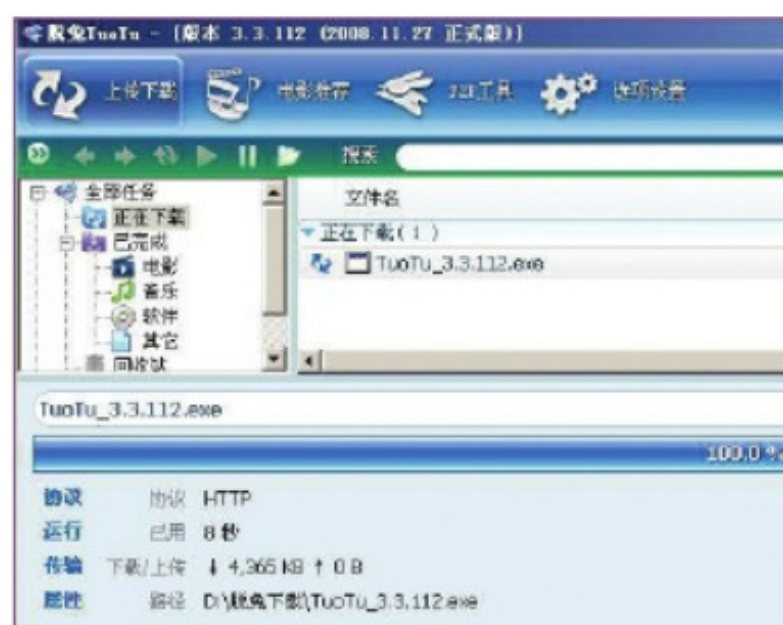 脱兔TuoTu - [版本 3.3.112 (2008.11.27 正式版)]
上传下载 电影推荐 P2P工具 选项设置
搜索
全部任务
正在下载
已完成
电影
音乐
软件
其它
回收站
文件名
正在下载(1)
TuoTu_3.3.112.exe
TuoTu_3.3.112.exe
100.0 %
协议 协议 HTTP
运行 已用 8 秒
传输 下载/上传 ↓ 4,365 KB ↑ 0 B
属性 路径 D:\脱兔下载\TuoTu_3.3.112.exe